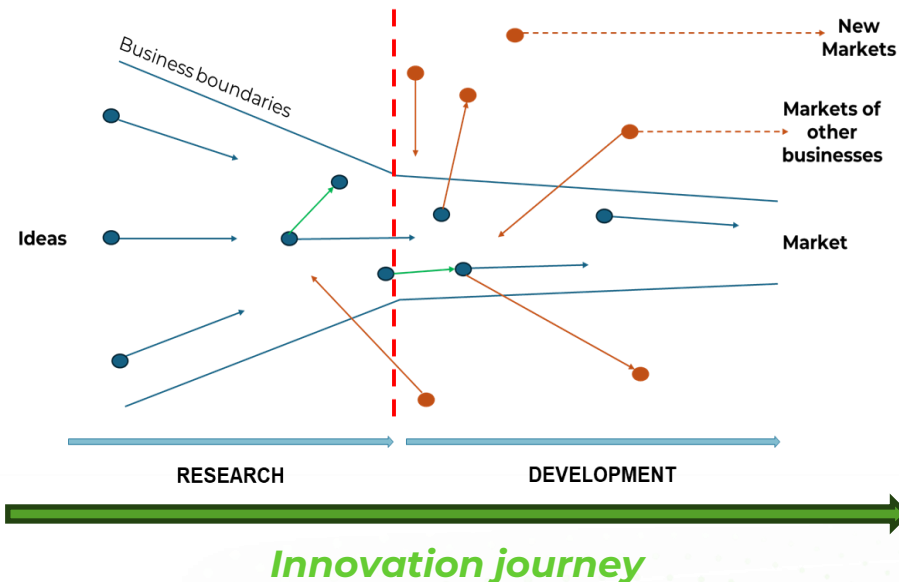 New
Markets
Business boundaries
Markets of
other
businesses
Ideas
Market
RESEARCH
DEVELOPMENT
Innovation journey